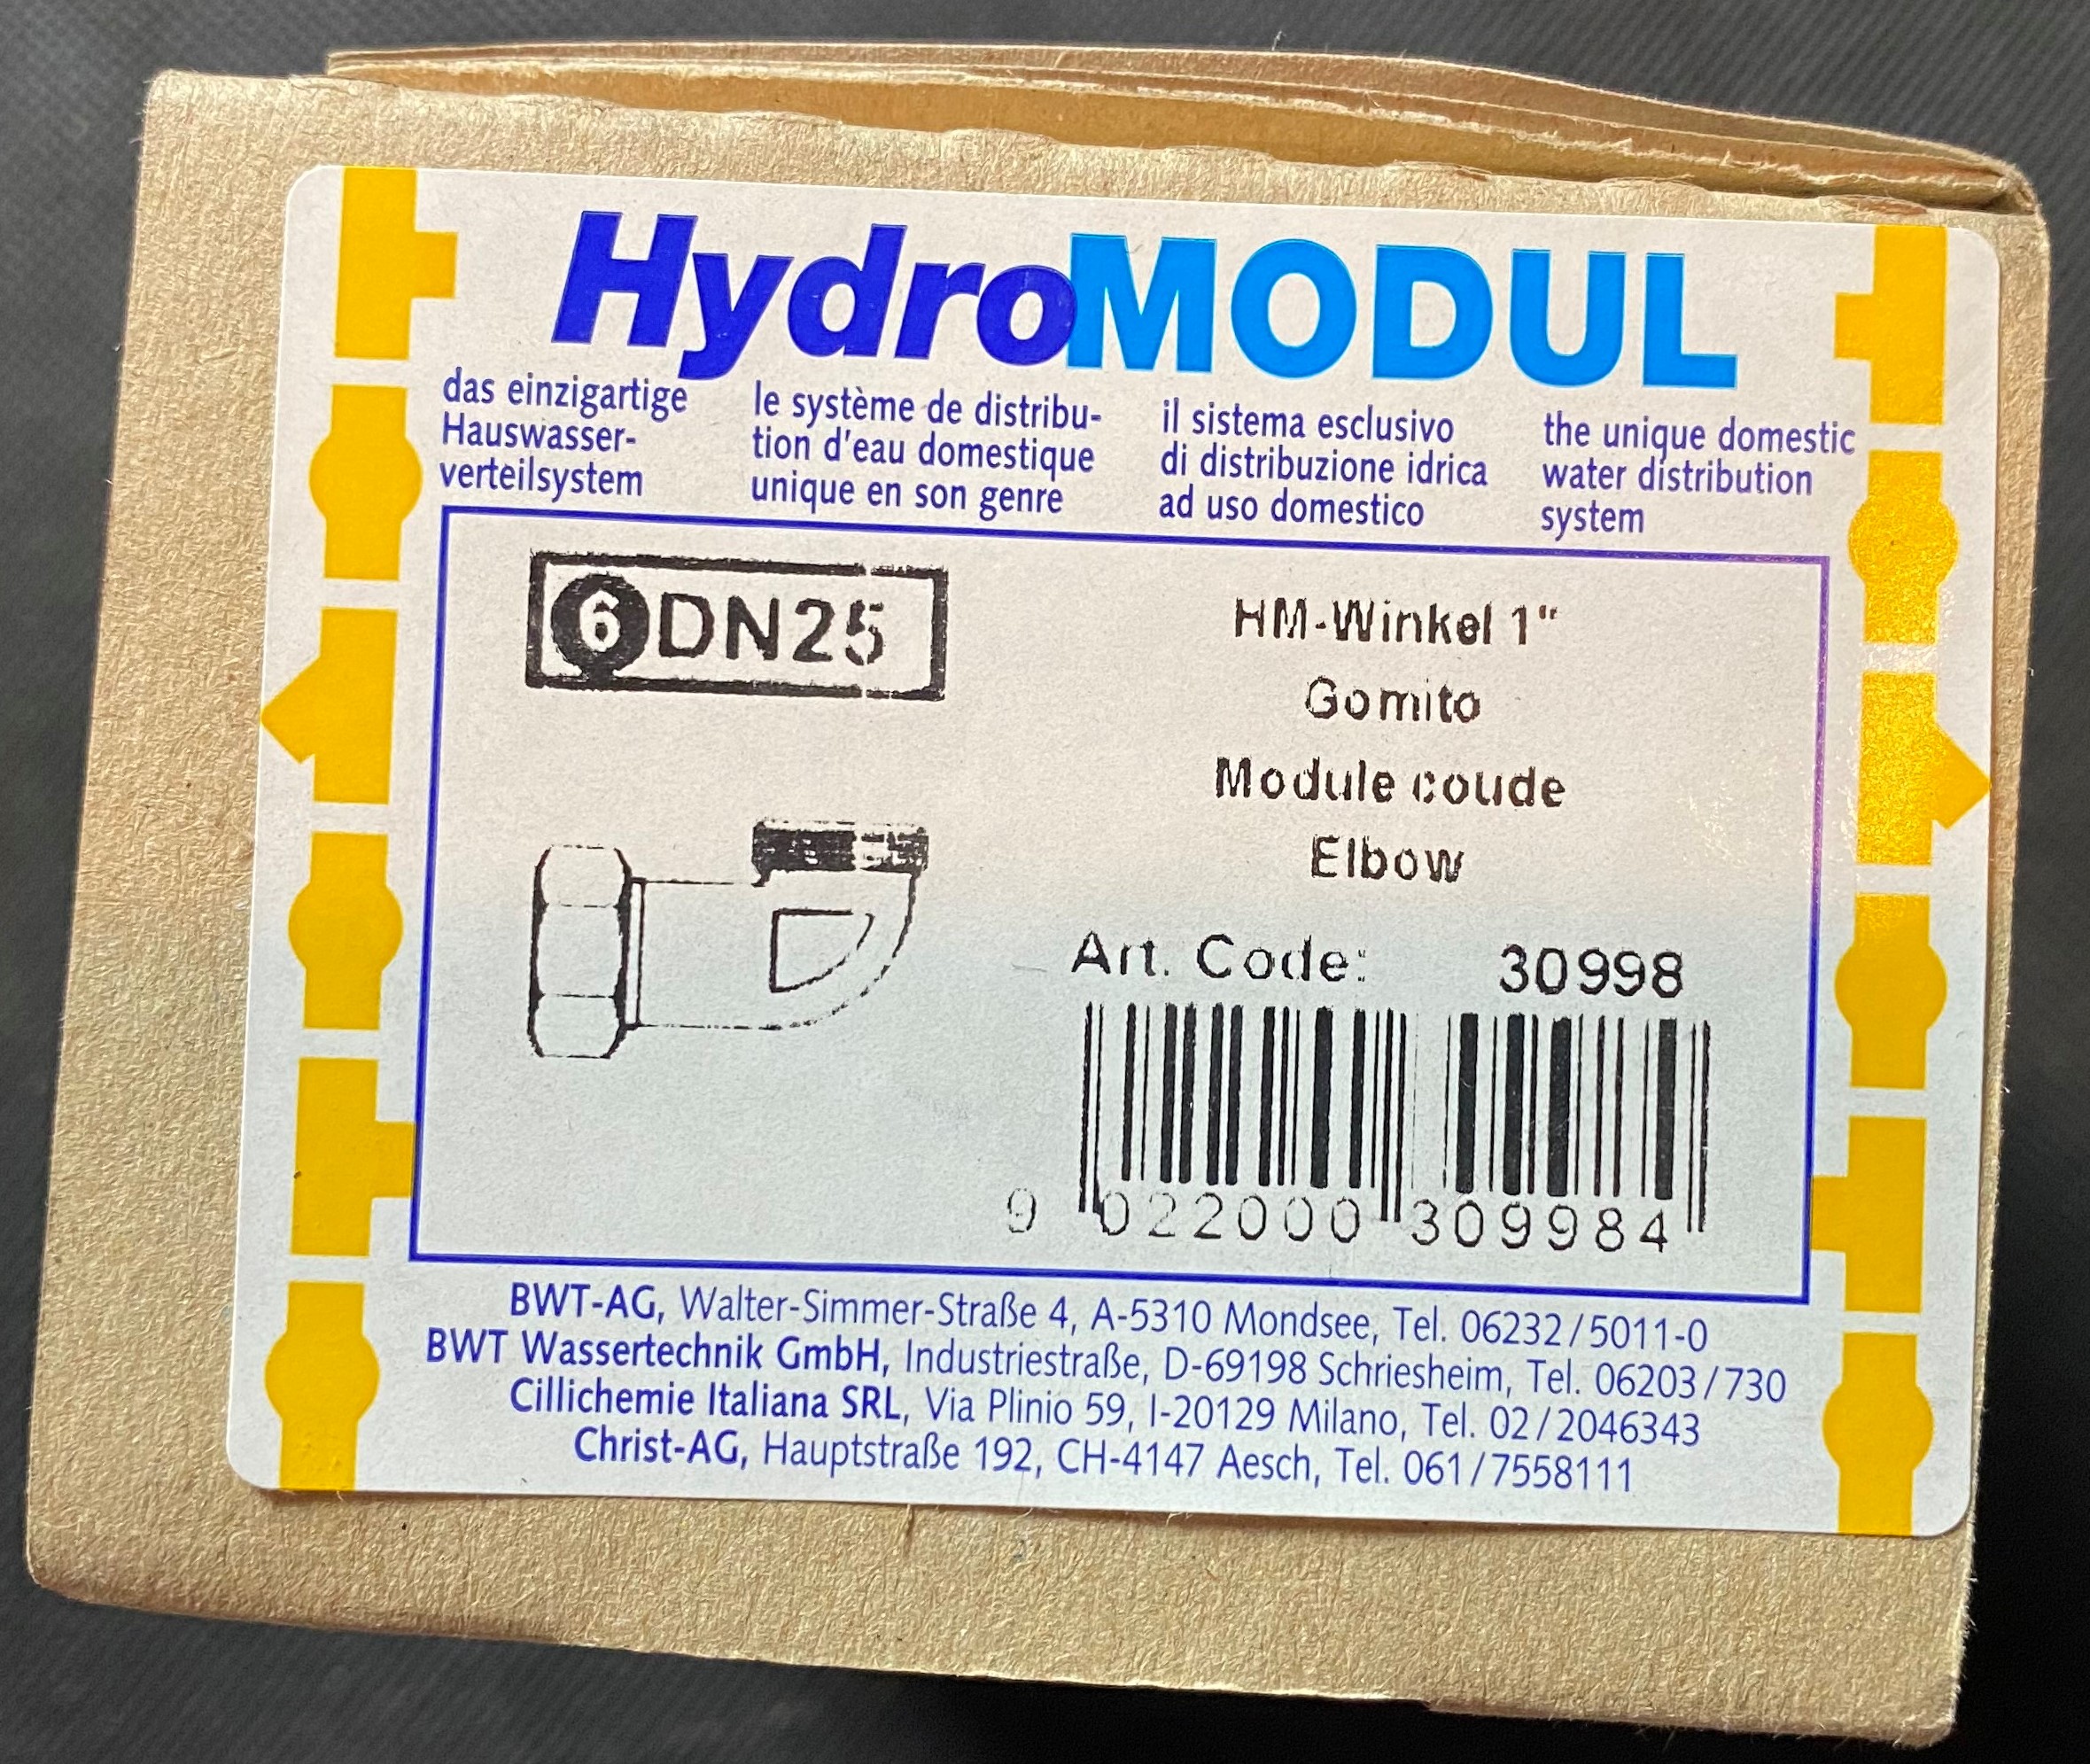 HydroMODUL
das einzigartige
Hauswasser-
verteilsystem
le système de distribu-
tion d'eau domestique
unique en son genre
il sistema esclusivo
di distribuzione idrica
ad uso domestico
the unique domestic
water distribution
system
6 DN25
HM-Winkel 1"
Gomito
Module coude
Elbow
Art. Code: 30998
9 022000 309984
BWT-AG, Walter-Simmer-Straße 4, A-5310 Mondsee, Tel. 06232/5011-0
BWT Wassertechnik GmbH, Industriestraße, D-69198 Schriesheim, Tel. 06203/730
Cillichemie Italiana SRL, Via Plinio 59, I-20129 Milano, Tel. 02/2046343
Christ-AG, Hauptstraße 192, CH-4147 Aesch, Tel. 061/7558111